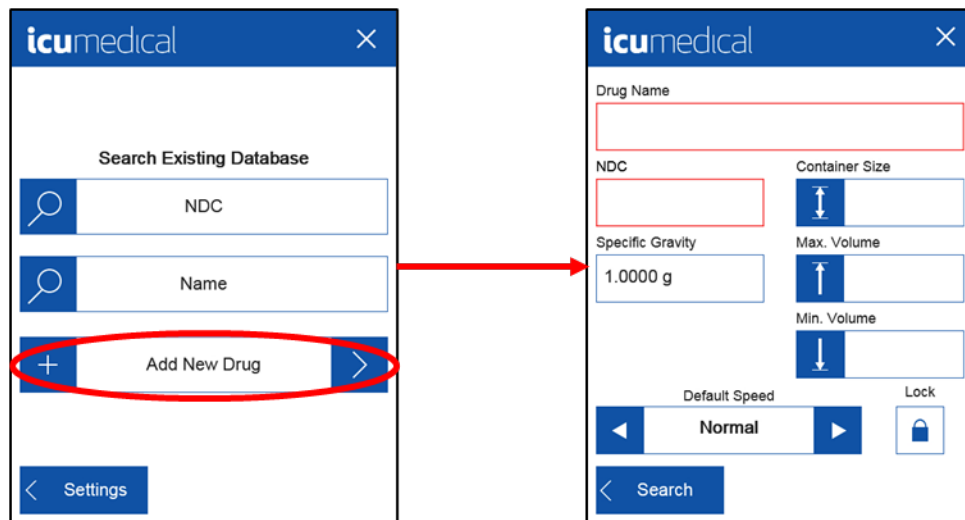 icumedical
Search Existing Database
NDC
Name
Add New Drug
Settings
icumedical
Drug Name
NDC
Container Size
Specific Gravity
Max. Volume
1.0000 g
Min. Volume
Default Speed
Lock
Normal
Search